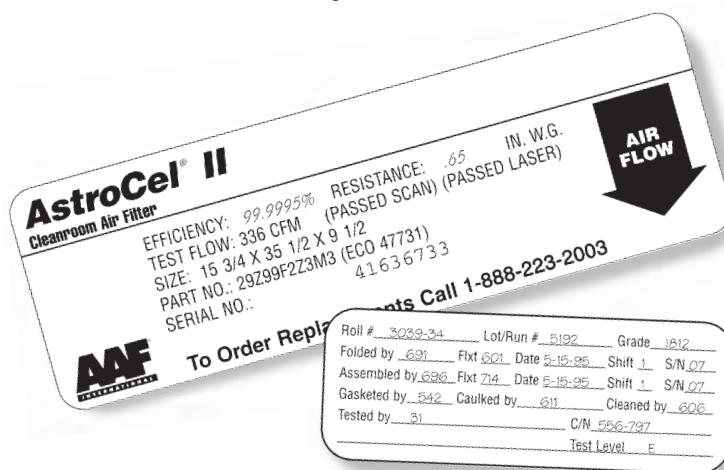 AstroCel® II
Cleanroom Air Filter
EFFICIENCY: 99.9995% RESISTANCE: .65 IN. W.G.
TEST FLOW: 336 CFM (PASSED SCAN) (PASSED LASER)
SIZE: 15 3/4 X 35 1/2 X 9 1/2
PART NO.: 29Z99F2Z3M3 (ECO 47731)
SERIAL NO.: 41636733
AIR
FLOW
AAF
INTERNATIONAL
To Order Repla nts Call 1-888-223-2003
Roll # 3039-34 Lot/Run # 5192 Grade 1812
Folded by 691 Flxt 601 Date 5-15-95 Shift 1 S/N 07
Assembled by 696 Flxt 714 Date 5-15-95 Shift 1 S/N 07
Gasketed by 542 Caulked by 611 Cleaned by 606
Tested by 31 C/N 556-797
Test Level E